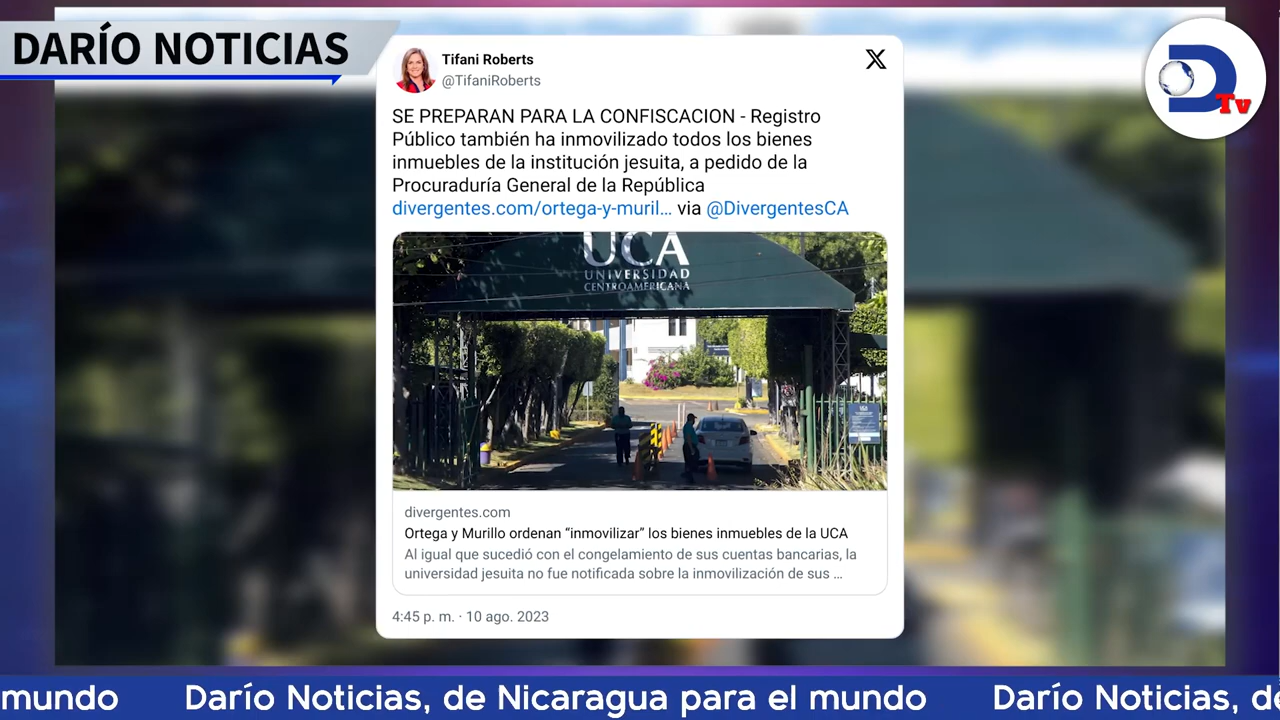 DARÍO NOTICIAS
D Tv
Tifani Roberts
@TifaniRoberts
X
SE PREPARAN PARA LA CONFISCACION - Registro
Público también ha inmovilizado todos los bienes
inmuebles de la institución jesuita, a pedido de la
Procuraduría General de la República
divergentes.com/ortega-y-muril… via @DivergentesCA
UCA
UNIVERSIDAD
CENTROAMERICANA
divergentes.com
Ortega y Murillo ordenan “inmovilizar” los bienes inmuebles de la UCA
Al igual que sucedió con el congelamiento de sus cuentas bancarias, la
universidad jesuita no fue notificada sobre la inmovilización de sus ...
4:45 p. m. · 10 ago. 2023
mundo Darío Noticias, de Nicaragua para el mundo Darío Noticias, de